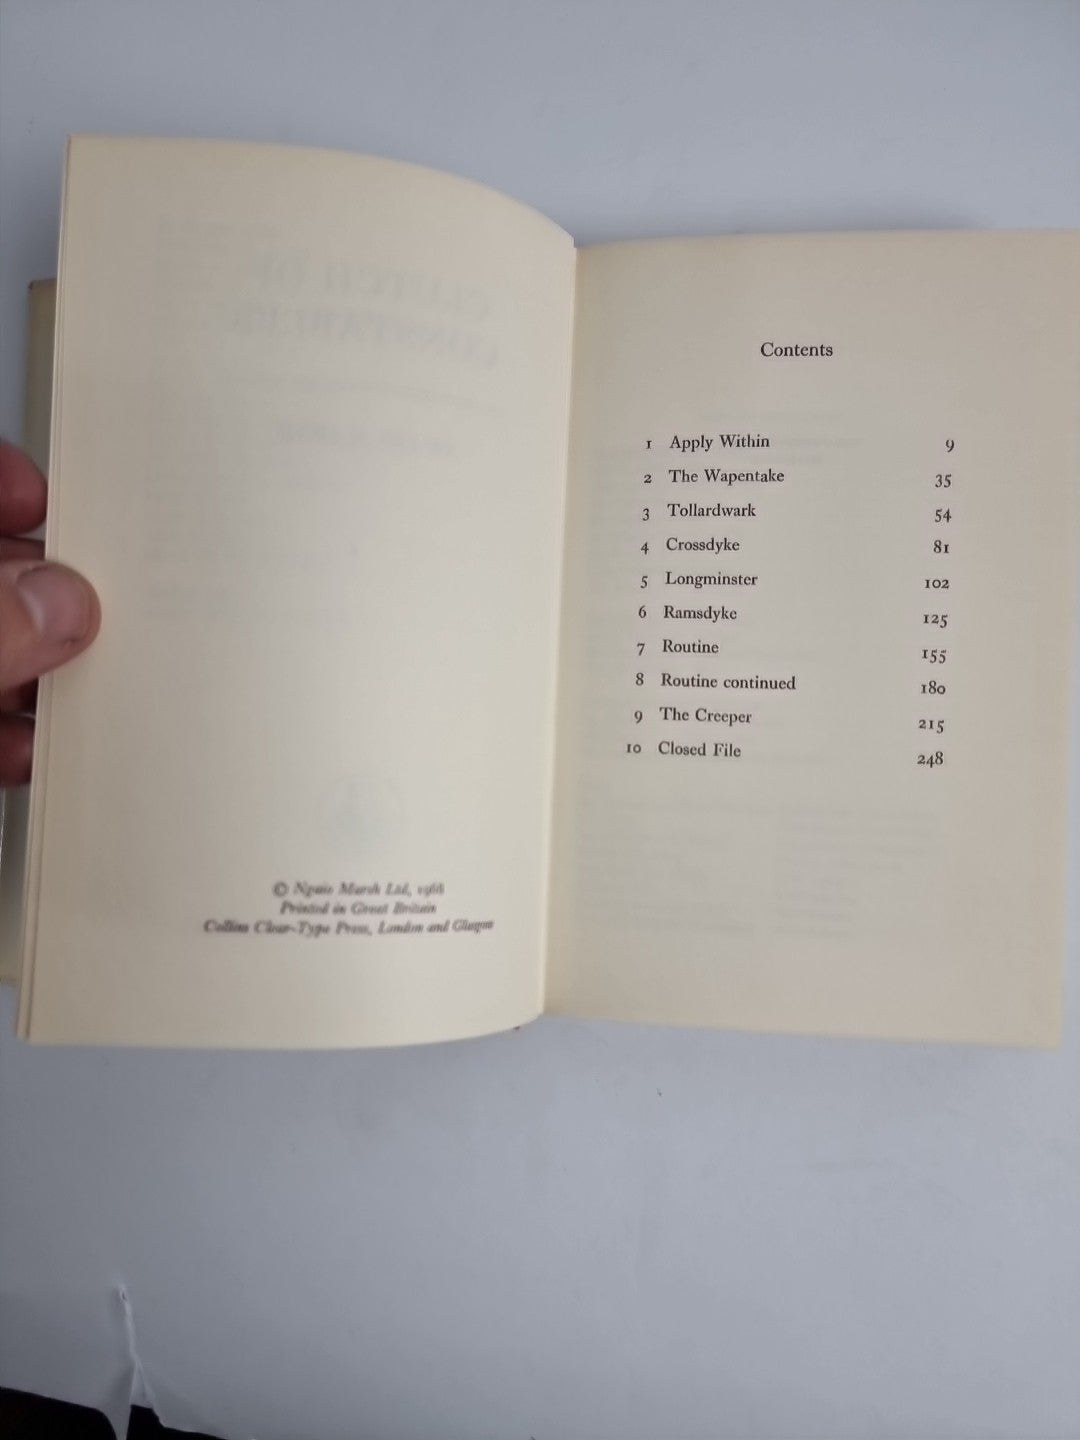 © Ngaio Marsh Ltd, 1968
Printed in Great Britain
Collins Clear-Type Press, London and Glasgow
Contents
1 Apply Within 9
2 The Wapentake 35
3 Tollardwark 54
4 Crossdyke 81
5 Longminster 102
6 Ramsdyke 125
7 Routine 155
8 Routine continued 180
9 The Creeper 215
10 Closed File 248